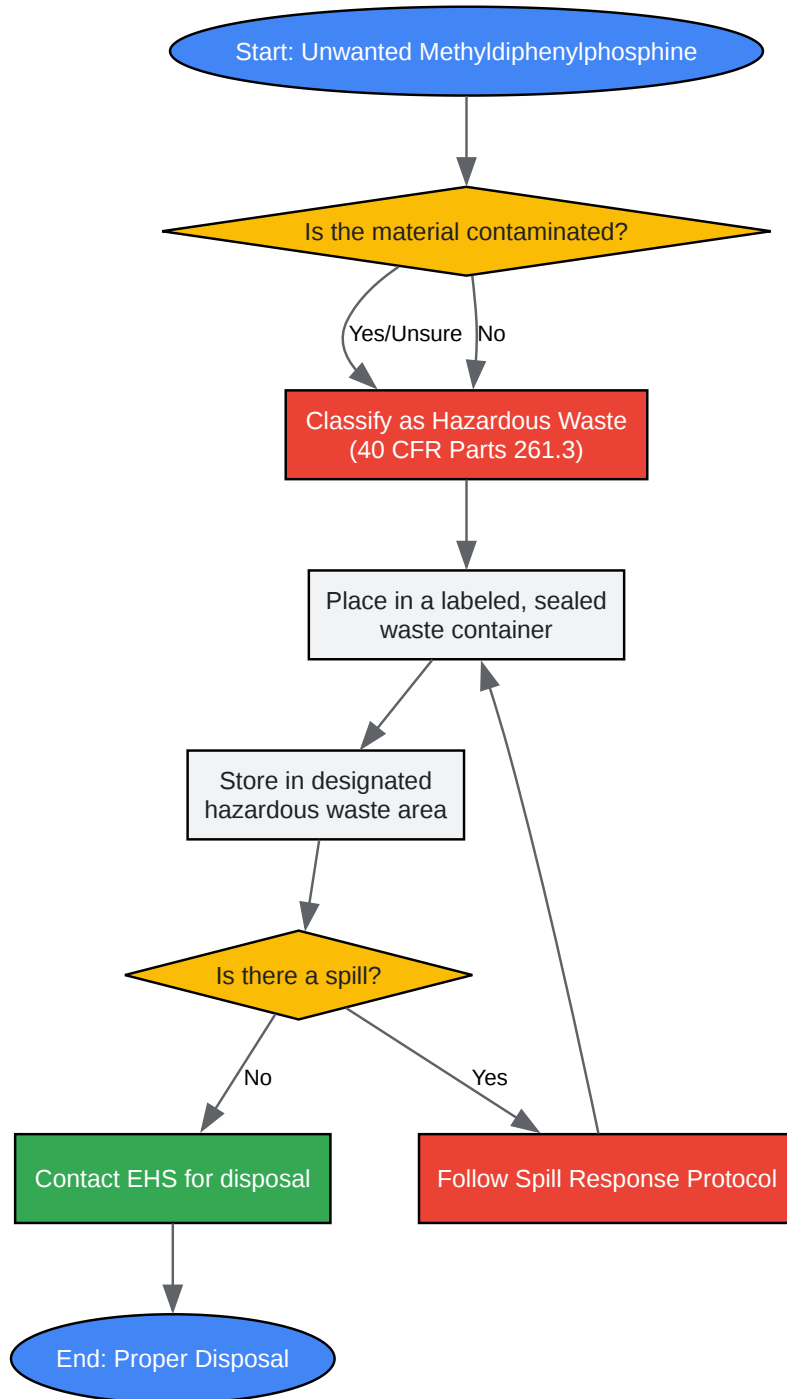 Start: Unwanted Methyldiphenylphosphine
Is the material contaminated?
Yes/Unsure
No
Classify as Hazardous Waste
(40 CFR Parts 261.3)
Place in a labeled, sealed
waste container
Store in designated
hazardous waste area
Is there a spill?
No
Yes
Contact EHS for disposal
Follow Spill Response Protocol
End: Proper Disposal